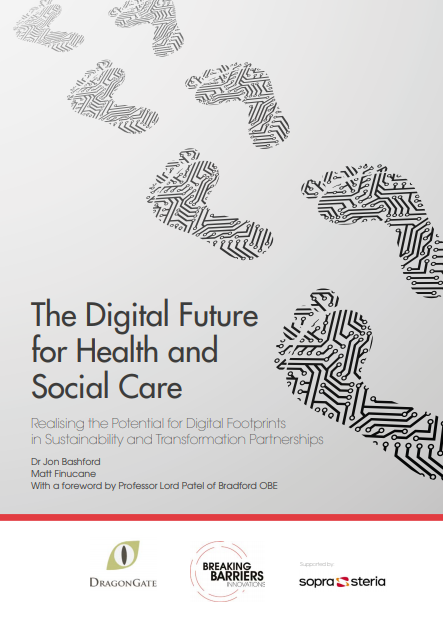 The Digital Future
for Health and
Social Care
Realising the Potential for Digital Footprints
in Sustainability and Transformation Partnerships
Dr Jon Bashford
Matt Finucane
With a foreword by Professor Lord Patel of Bradford OBE
DRAGONGATE
BREAKING
BARRIERS
INNOVATIONS
Supported by
sopra steria